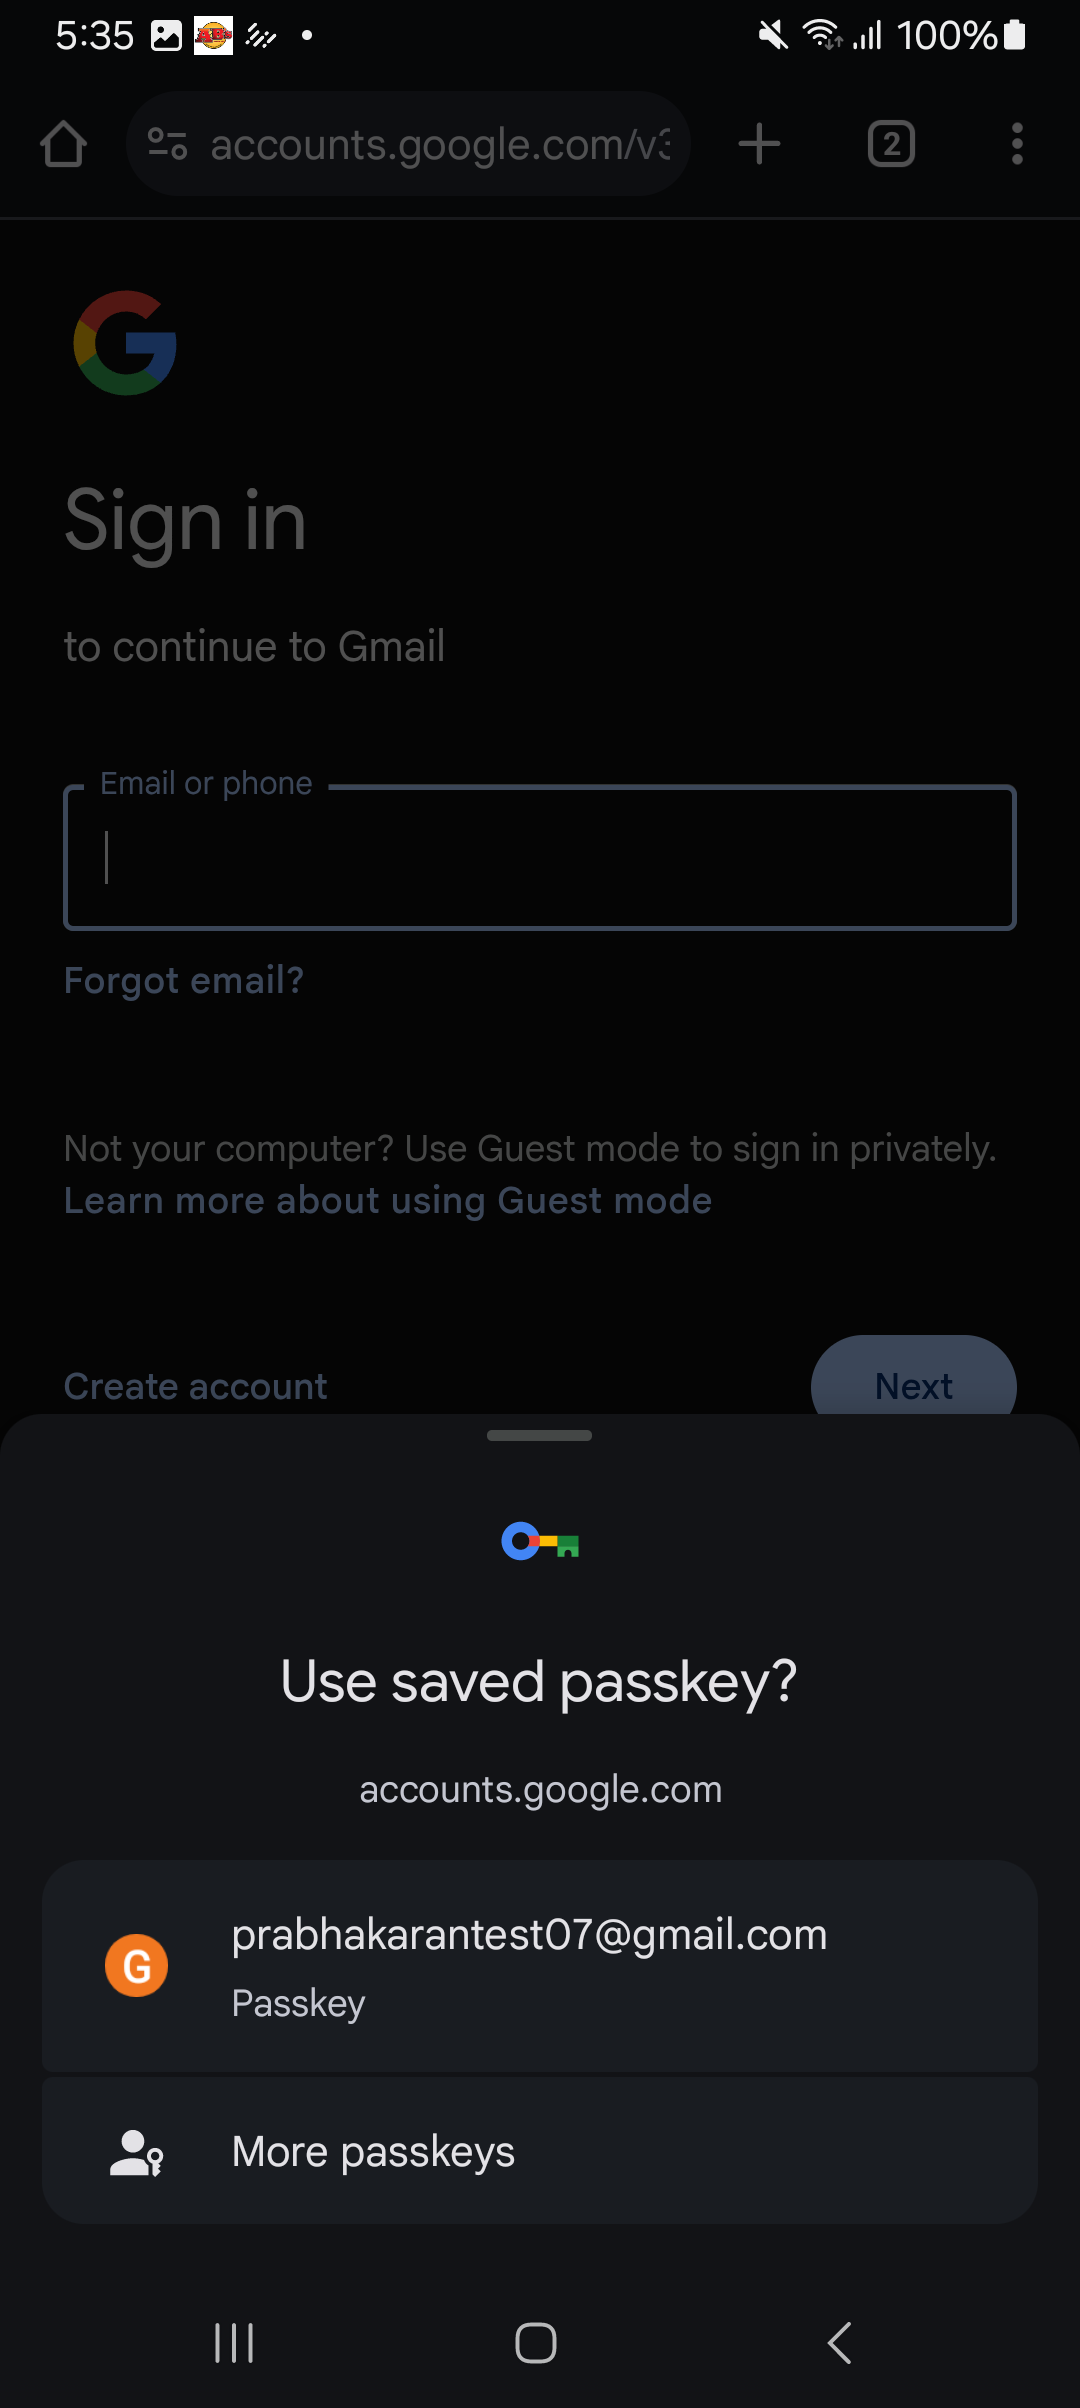 5:35 100%
accounts.google.com/v3 2
Sign in
to continue to Gmail
Email or phone
Forgot email?
Not your computer? Use Guest mode to sign in privately.
Learn more about using Guest mode
Create account Next
Use saved passkey?
accounts.google.com
G prabhakarantest07@gmail.com
Passkey
More passkeys